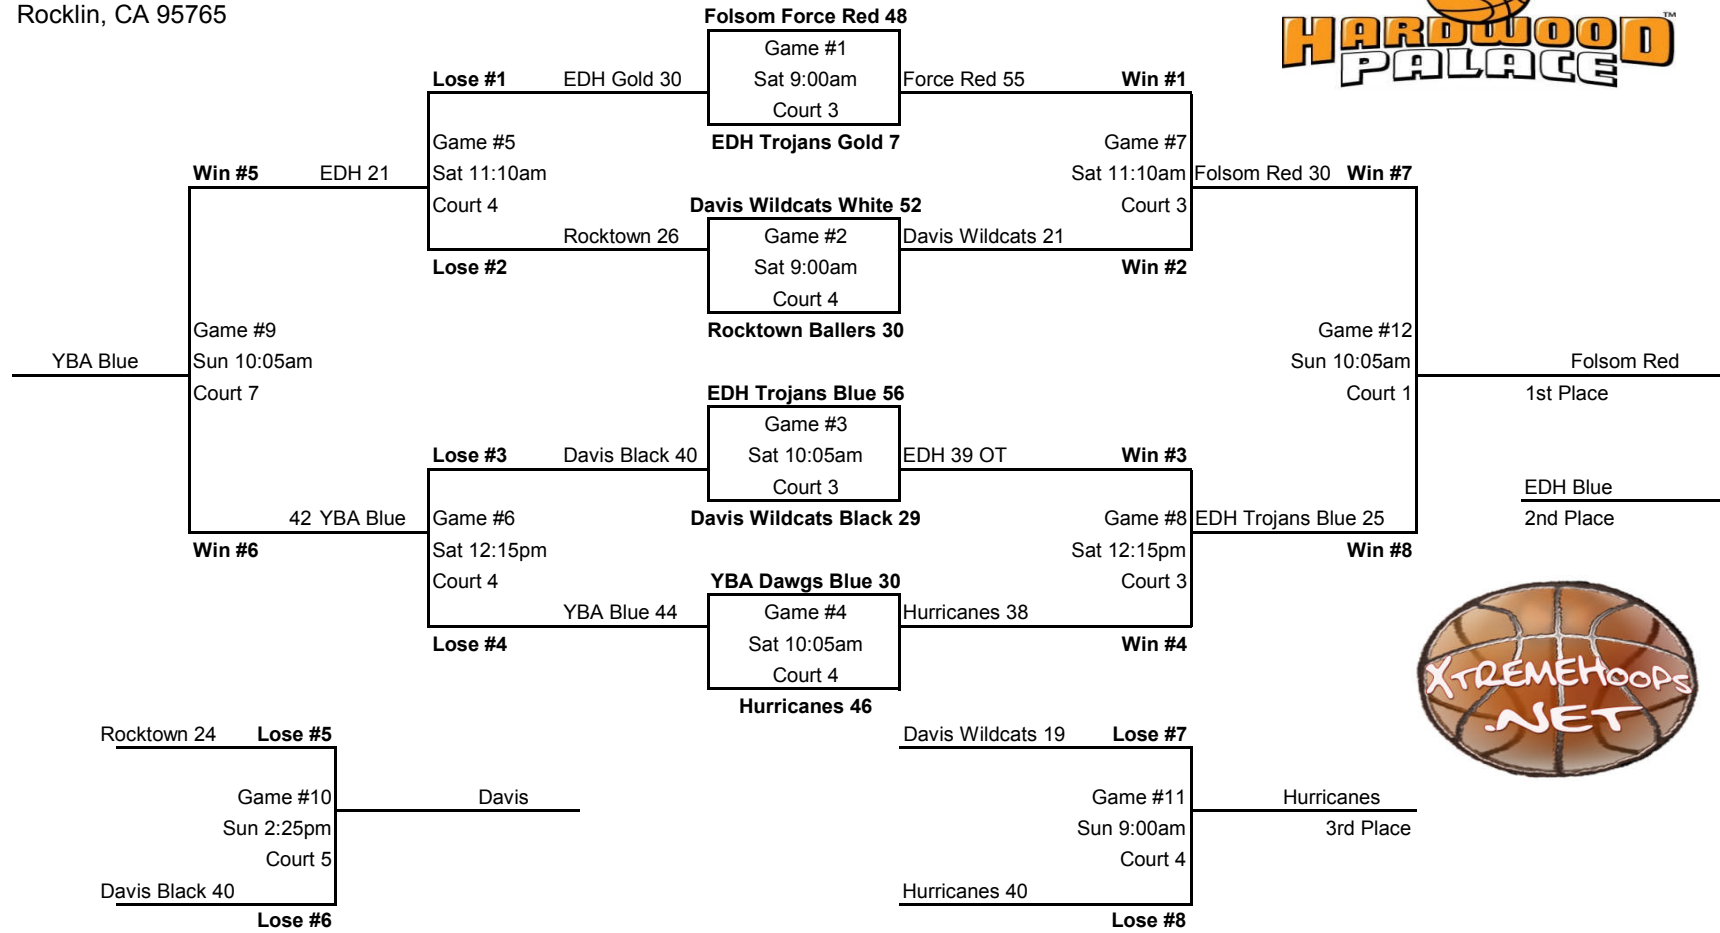 Rocklin, CA 95765
Folsom Force Red 48
HARDWOOD
PALACE
TM
Game #1
Lose #1 EDH Gold 30 Sat 9:00am Force Red 55 Win #1
Court 3
Game #5 EDH Trojans Gold 7 Game #7
Win #5 EDH 21 Sat 11:10am Sat 11:10am Folsom Red 30 Win #7
Court 4 Davis Wildcats White 52 Court 3
Rocktown 26 Game #2 Davis Wildcats 21
Lose #2 Sat 9:00am Win #2
Court 4
Game #9 Rocktown Ballers 30 Game #12
YBA Blue Sun 10:05am Sun 10:05am Folsom Red
Court 7 EDH Trojans Blue 56 Court 1 1st Place
Game #3
Lose #3 Davis Black 40 Sat 10:05am EDH 39 OT Win #3
Court 3 EDH Blue
42 YBA Blue Game #6 Davis Wildcats Black 29 Game #8 EDH Trojans Blue 25 2nd Place
Win #6 Sat 12:15pm Sat 12:15pm Win #8
Court 4 YBA Dawgs Blue 30 Court 3
YBA Blue 44 Game #4 Hurricanes 38
Lose #4 Sat 10:05am Win #4
Court 4
XTREMEHOOPS
.NET
Hurricanes 46
Rocktown 24 Lose #5 Davis Wildcats 19 Lose #7
Game #10 Davis Game #11 Hurricanes
Sun 2:25pm Sun 9:00am 3rd Place
Court 5 Court 4
Davis Black 40 Hurricanes 40
Lose #6 Lose #8